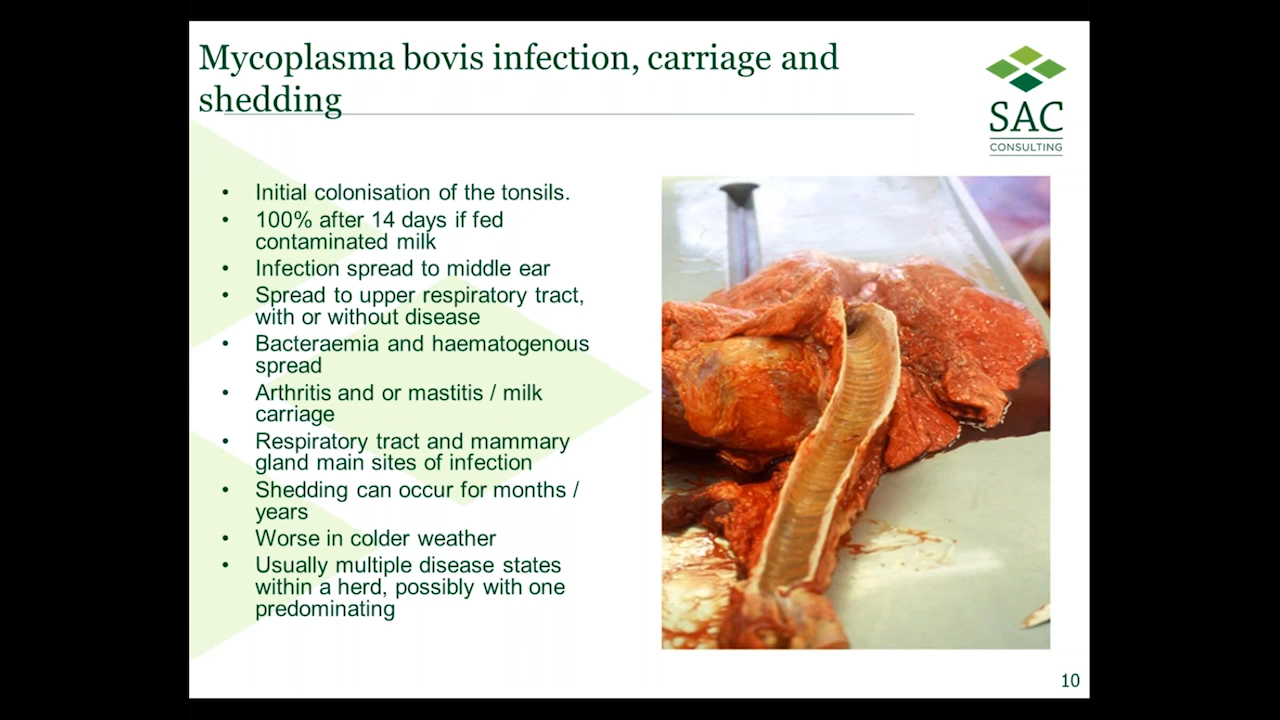 Mycoplasma bovis infection, carriage and
shedding
SAC
CONSULTING
• Initial colonisation of the tonsils.
• 100% after 14 days if fed
contaminated milk
• Infection spread to middle ear
• Spread to upper respiratory tract,
with or without disease
• Bacteraemia and haematogenous
spread
• Arthritis and or mastitis / milk
carriage
• Respiratory tract and mammary
gland main sites of infection
• Shedding can occur for months /
years
• Worse in colder weather
• Usually multiple disease states
within a herd, possibly with one
predominating
10